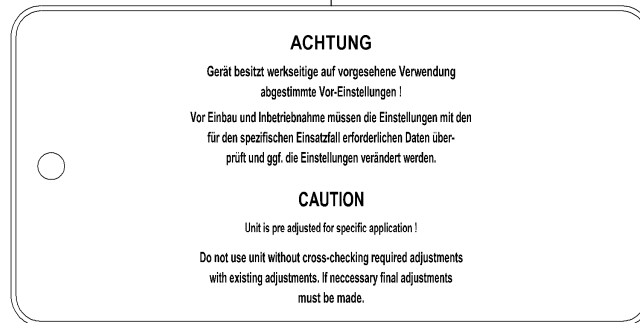 ACHTUNG
Gerät besitzt werkseitige auf vorgesehene Verwendung
abgestimmte Vor-Einstellungen !
Vor Einbau und Inbetriebnahme müssen die Einstellungen mit den
für den spezifischen Einsatzfall erforderlichen Daten über-
prüft und ggf. die Einstellungen verändert werden.
CAUTION
Unit is pre adjusted for specific application !
Do not use unit without cross-checking required adjustments
with existing adjustments. If neccessary final adjustments
must be made.